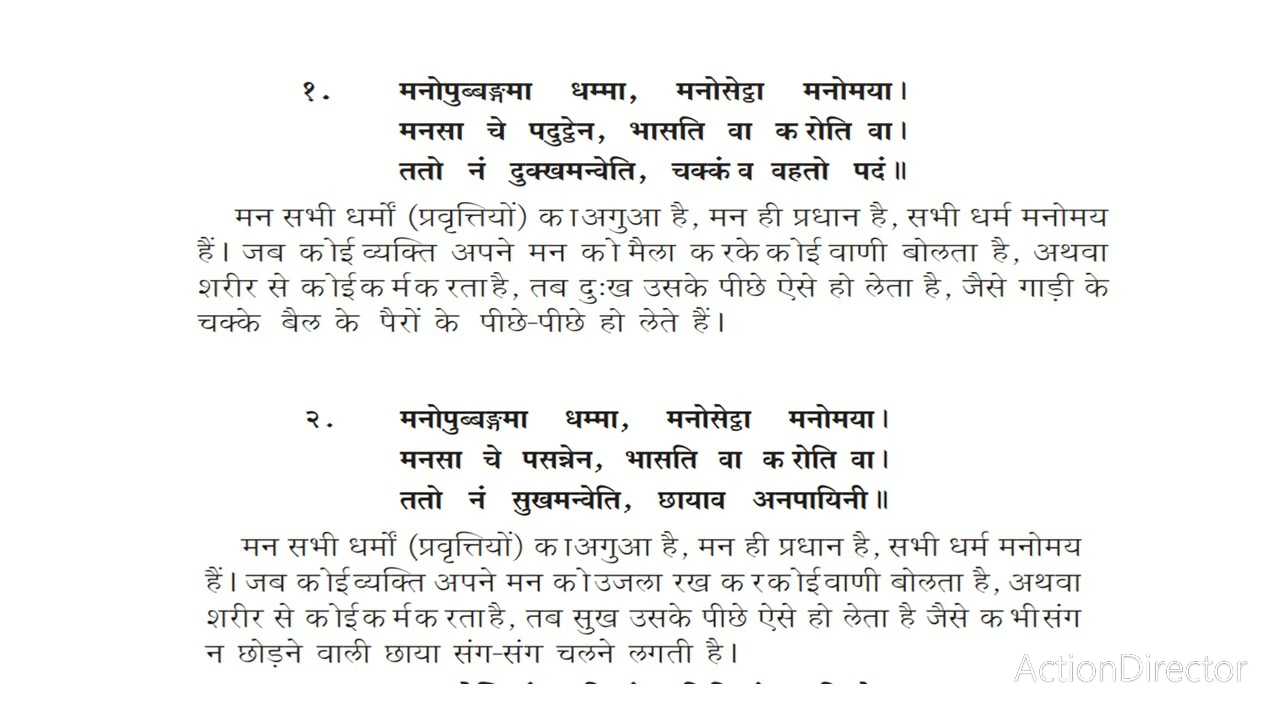 १. मनोपुब्बङ्गमा धम्मा, मनोसेट्ठा मनोमया।
मनसा चे पदुट्ठेन, भासति वा करोति वा।
ततो नं दुक्खमन्वेति, चक्कं व वहतो पदं॥
मन सभी धर्मों (प्रवृत्तियों) का अगुआ है, मन ही प्रधान है, सभी धर्म मनोमय
हैं। जब कोई व्यक्ति अपने मन को मैला करके कोई वाणी बोलता है, अथवा
शरीर से कोई कर्म करता है, तब दुःख उसके पीछे ऐसे हो लेता है, जैसे गाड़ी के
चक्के बैल के पैरों के पीछे-पीछे हो लेते हैं।
२. मनोपुब्बङ्गमा धम्मा, मनोसेट्ठा मनोमया।
मनसा चे पसन्नेन, भासति वा करोति वा।
ततो नं सुखमन्वेति, छायाव अनपायिनी॥
मन सभी धर्मों (प्रवृत्तियों) का अगुआ है, मन ही प्रधान है, सभी धर्म मनोमय
हैं। जब कोई व्यक्ति अपने मन को उजला रख कर कोई वाणी बोलता है, अथवा
शरीर से कोई कर्म करता है, तब सुख उसके पीछे ऐसे हो लेता है जैसे कभी संग
न छोड़ने वाली छाया संग-संग चलने लगती है।
ActionDirector